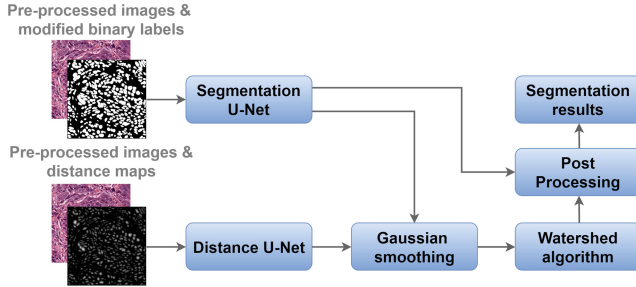 Pre-processed images &
modified binary labels
Segmentation
U-Net
Segmentation
results
Pre-processed images &
distance maps
Post
Processing
Distance U-Net
Gaussian
smoothing
Watershed
algorithm